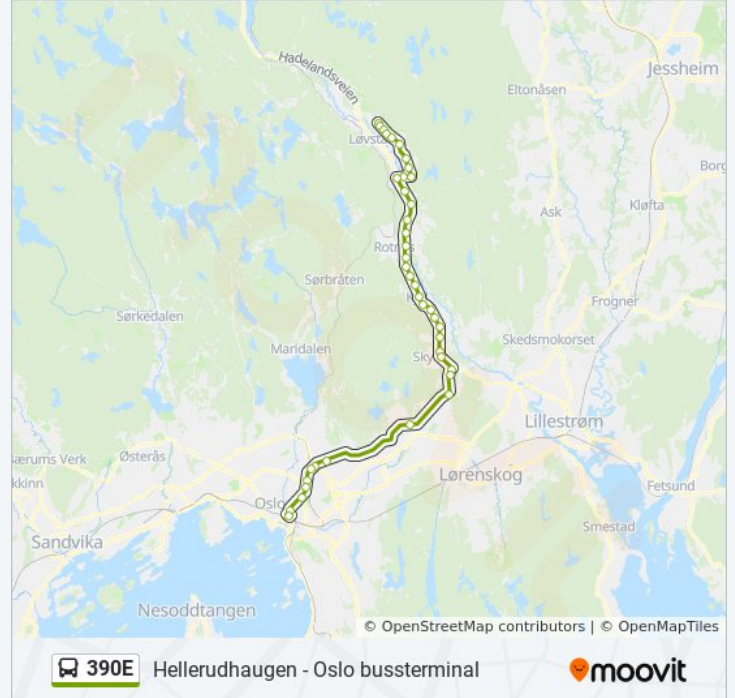 Hadelandsveien
Jessheim
Eltonåsen
Løvsta
Borg
Ask
Kløfta
Rotnes
Sørbråten
Frogner
Sørkedalen
Skedsmokorset
Maridalen
Sky
Lillestrøm
ærums Verk
Østerås
kkinn
Lørenskog
Fetsund
Oslo
Smestad
Sandvika
Nesoddtangen
© OpenStreetMap contributors | © OpenMapTiles
390E Hellerudhaugen - Oslo bussterminal
moovit